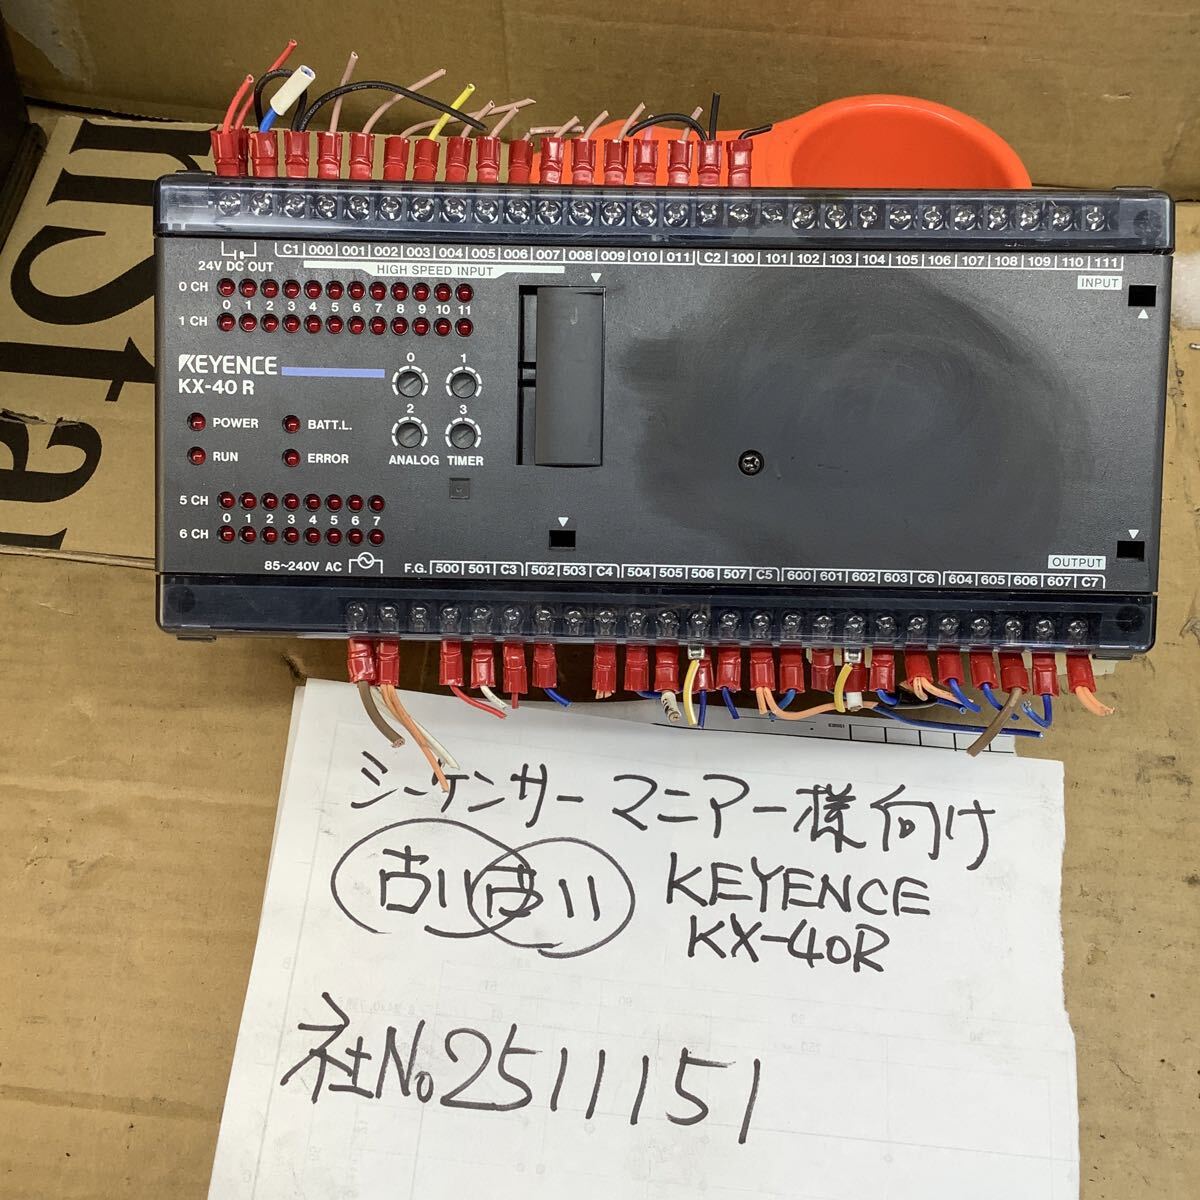 24V DC OUT
C1 000 001 002 003 004 005 006 007 008 009 010 011 C2 100 101 102 103 104 105 106 107 108 109 110 111
HIGH SPEED INPUT
INPUT
0 CH
0 1 2 3 4 5 6 7 8 9 10 11
1 CH
KEYENCE
KX-40 R
0 1
2 3
ANALOG TIMER
POWER BATT.L.
RUN ERROR
5 CH
0 1 2 3 4 5 6 7
6 CH
85~240V AC
F.G. 500 501 C3 502 503 C4 504 505 506 507 C5 600 601 602 603 C6 604 605 606 607 C7
OUTPUT
シーケンサーマニアー様向け
古い古い KEYENCE
KX-40R
社No2511151